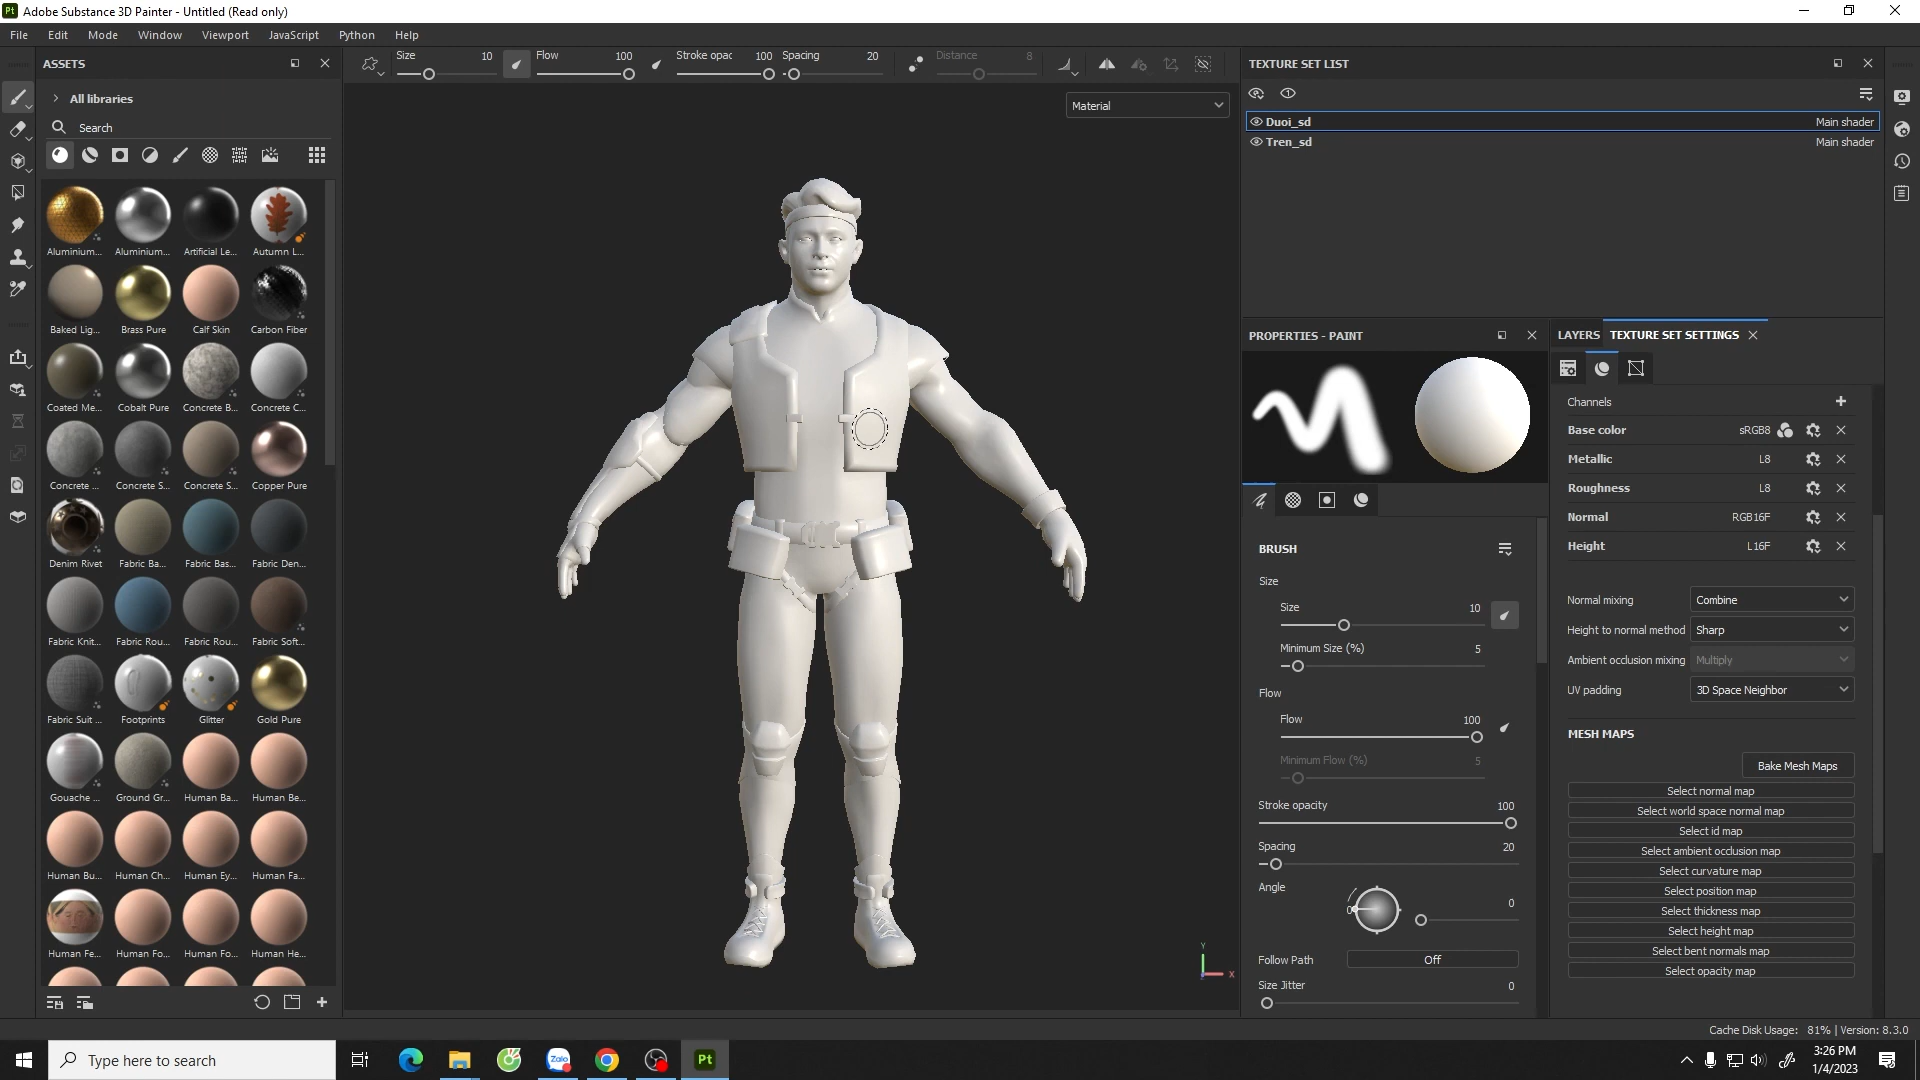 Pt Adobe Substance 3D Painter - Untitled (Read only)
File Edit Mode Window Viewport JavaScript Python Help
ASSETS
All libraries
Search
Aluminium... Aluminium... Artificial Le... Autumn L...
Baked Lig... Brass Pure Calf Skin Carbon Fiber
Coated Me... Cobalt Pure Concrete B... Concrete C...
Concrete ... Concrete S... Concrete S... Copper Pure
Denim Rivet Fabric Ba... Fabric Bas... Fabric Den...
Fabric Knit... Fabric Rou... Fabric Rou... Fabric Soft...
Fabric Suit ... Footprints Glitter Gold Pure
Gouache ... Ground Gr... Human Ba... Human Be...
Human Bu... Human Ch... Human Ey... Human Fa...
Human Fe... Human Fo... Human Fo... Human He...
Size 10 Flow 100 Stroke opac 100 Spacing 20 Distance 8
Material
Y
X
TEXTURE SET LIST
Duoi_sd Main shader
Tren_sd Main shader
PROPERTIES - PAINT
BRUSH
Size
Size 10
Minimum Size (%) 5
Flow
Flow 100
Minimum Flow (%) 5
Stroke opacity 100
Spacing 20
Angle
0 0
Follow Path Off
Size Jitter 0
LAYERS TEXTURE SET SETTINGS
Channels
Base color sRGB8
Metallic L8
Roughness L8
Normal RGB16F
Height L16F
Normal mixing Combine
Height to normal method Sharp
Ambient occlusion mixing Multiply
UV padding 3D Space Neighbor
MESH MAPS
Bake Mesh Maps
Select normal map
Select world space normal map
Select id map
Select ambient occlusion map
Select curvature map
Select position map
Select thickness map
Select height map
Select bent normals map
Select opacity map
Cache Disk Usage: 81% | Version: 8.3.0
Type here to search
Zalo
Pt
3:26 PM
1/4/2023